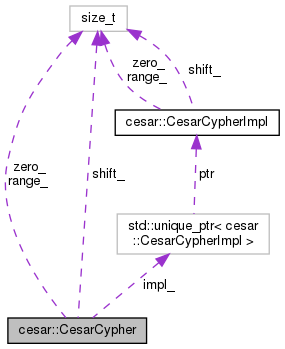 size_t
zero_
range_
shift_
cesar::CesarCypherImpl
zero_
range_
shift_
ptr
std::unique_ptr< cesar
::CesarCypherImpl >
impl_
cesar::CesarCypher